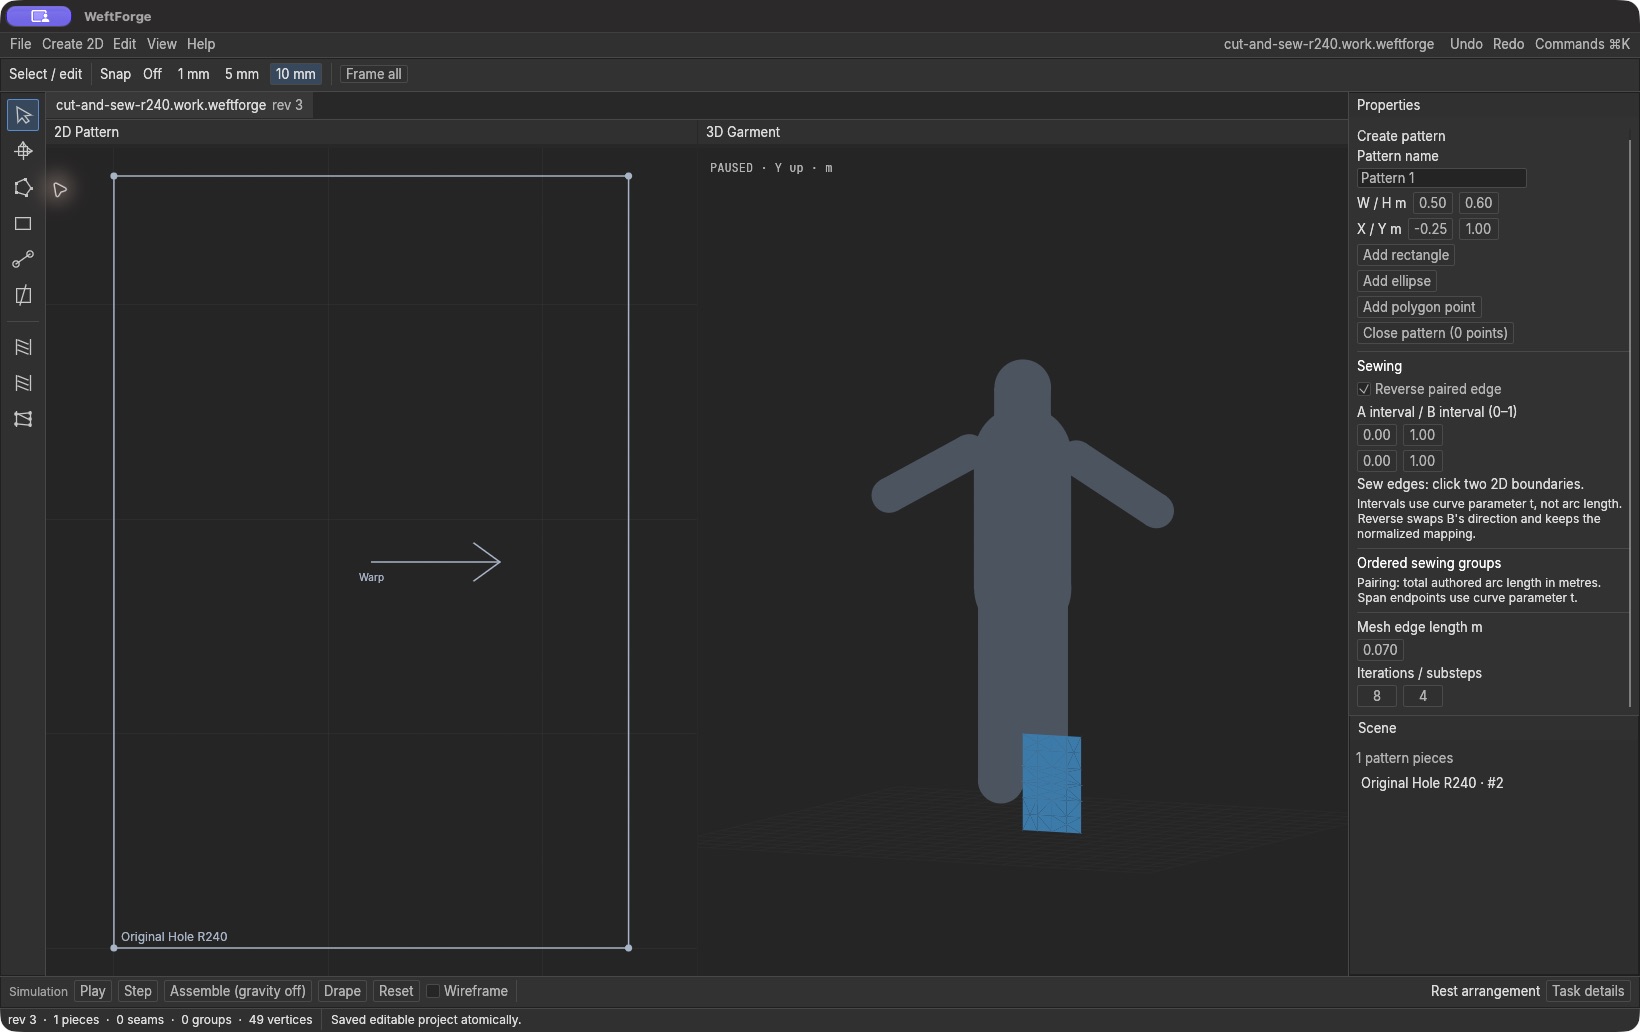 WeftForge
File Create 2D Edit View Help
cut-and-sew-r240.work.weftforge Undo Redo Commands ⌘K
Select / edit Snap Off 1 mm 5 mm 10 mm Frame all
cut-and-sew-r240.work.weftforge rev 3
2D Pattern
Warp
Original Hole R240
3D Garment
PAUSED · Y up · m
Properties
Create pattern
Pattern name
Pattern 1
W / H m 0.50 0.60
X / Y m -0.25 1.00
Add rectangle
Add ellipse
Add polygon point
Close pattern (0 points)
Sewing
Reverse paired edge
A interval / B interval (0–1)
0.00 1.00
0.00 1.00
Sew edges: click two 2D boundaries.
Intervals use curve parameter t, not arc length.
Reverse swaps B's direction and keeps the
normalized mapping.
Ordered sewing groups
Pairing: total authored arc length in metres.
Span endpoints use curve parameter t.
Mesh edge length m
0.070
Iterations / substeps
8 4
Scene
1 pattern pieces
Original Hole R240 · #2
Simulation Play Step Assemble (gravity off) Drape Reset Wireframe
Rest arrangement Task details
rev 3 · 1 pieces · 0 seams · 0 groups · 49 vertices Saved editable project atomically.